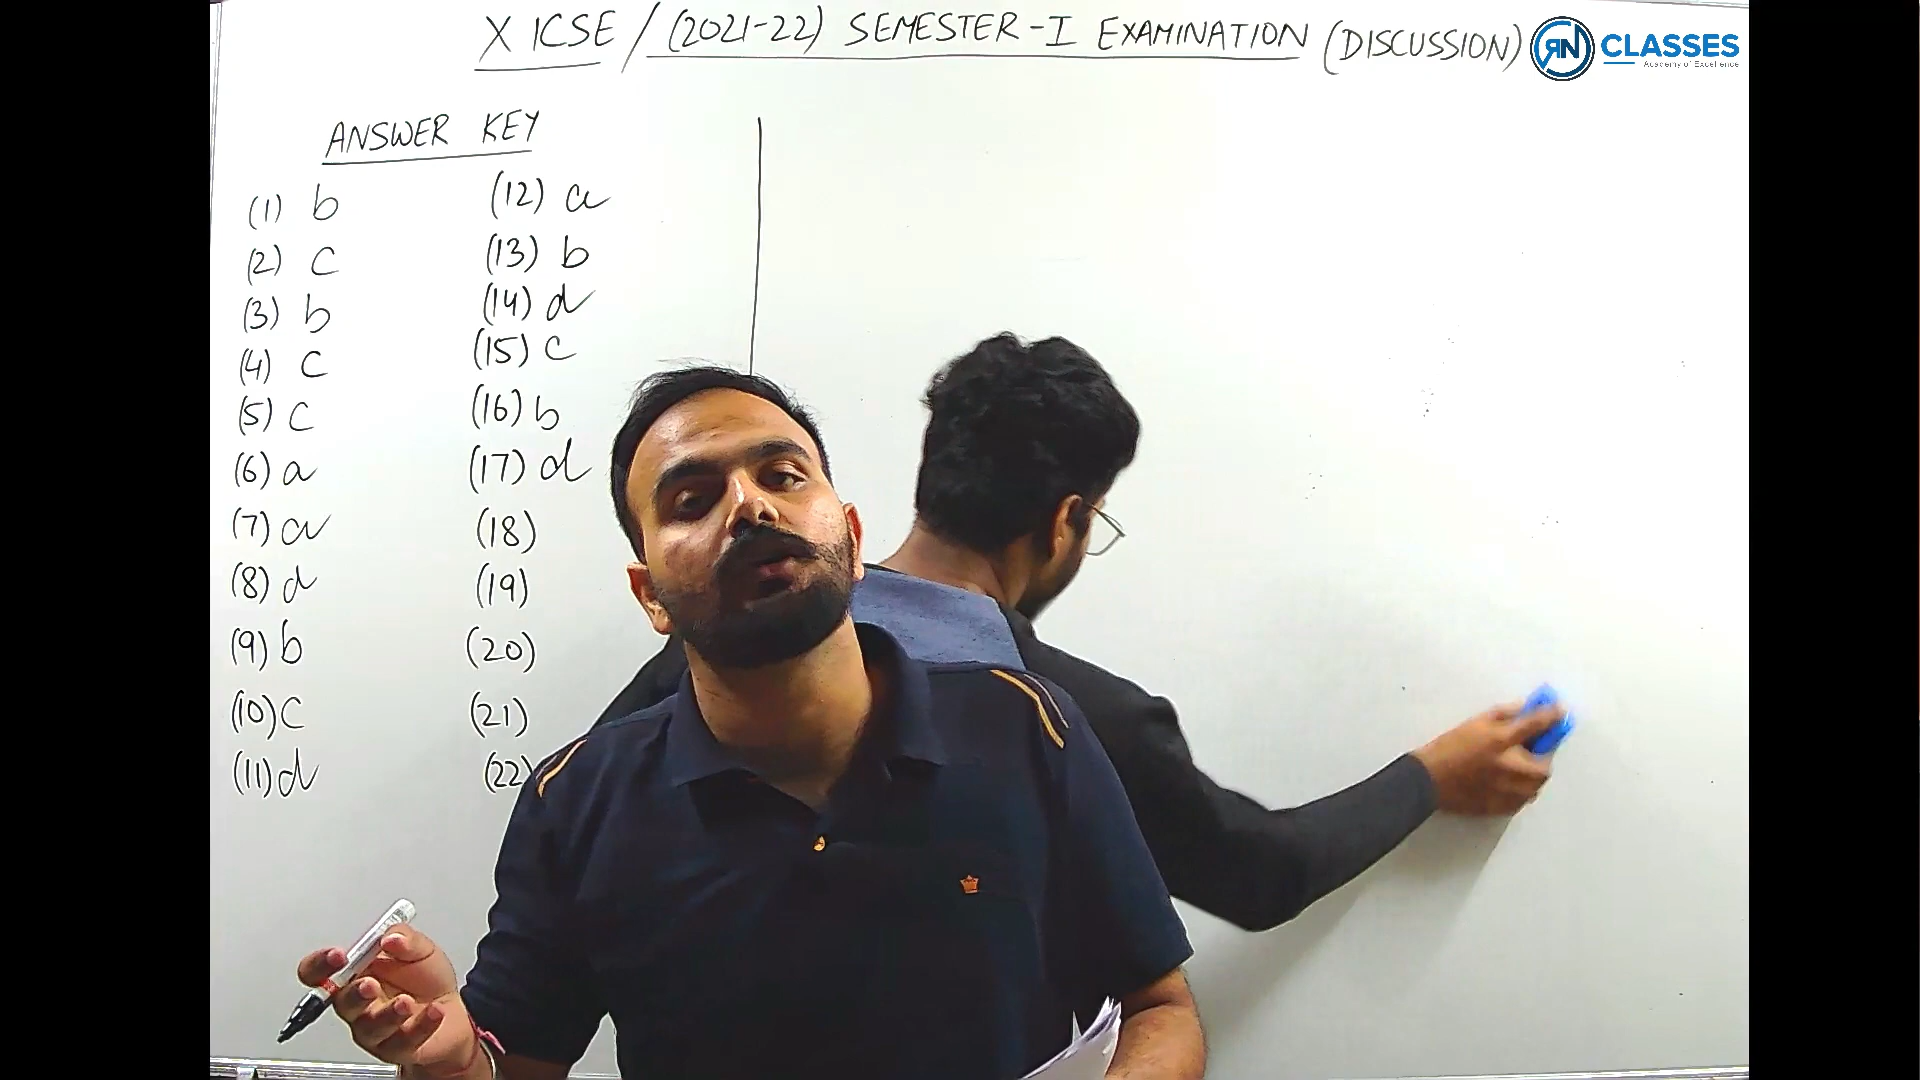 X ICSE / (2021-22) SEMESTER-I EXAMINATION (DISCUSSION)
RN CLASSES
Academy of Excellence
ANSWER KEY
(1) b
(2) c
(3) b
(4) c
(5) c
(6) a
(7) a
(8) d
(9) b
(10) c
(11) d
(12) a
(13) b
(14) d
(15) c
(16) b
(17) d
(18)
(19)
(20)
(21)
(22)